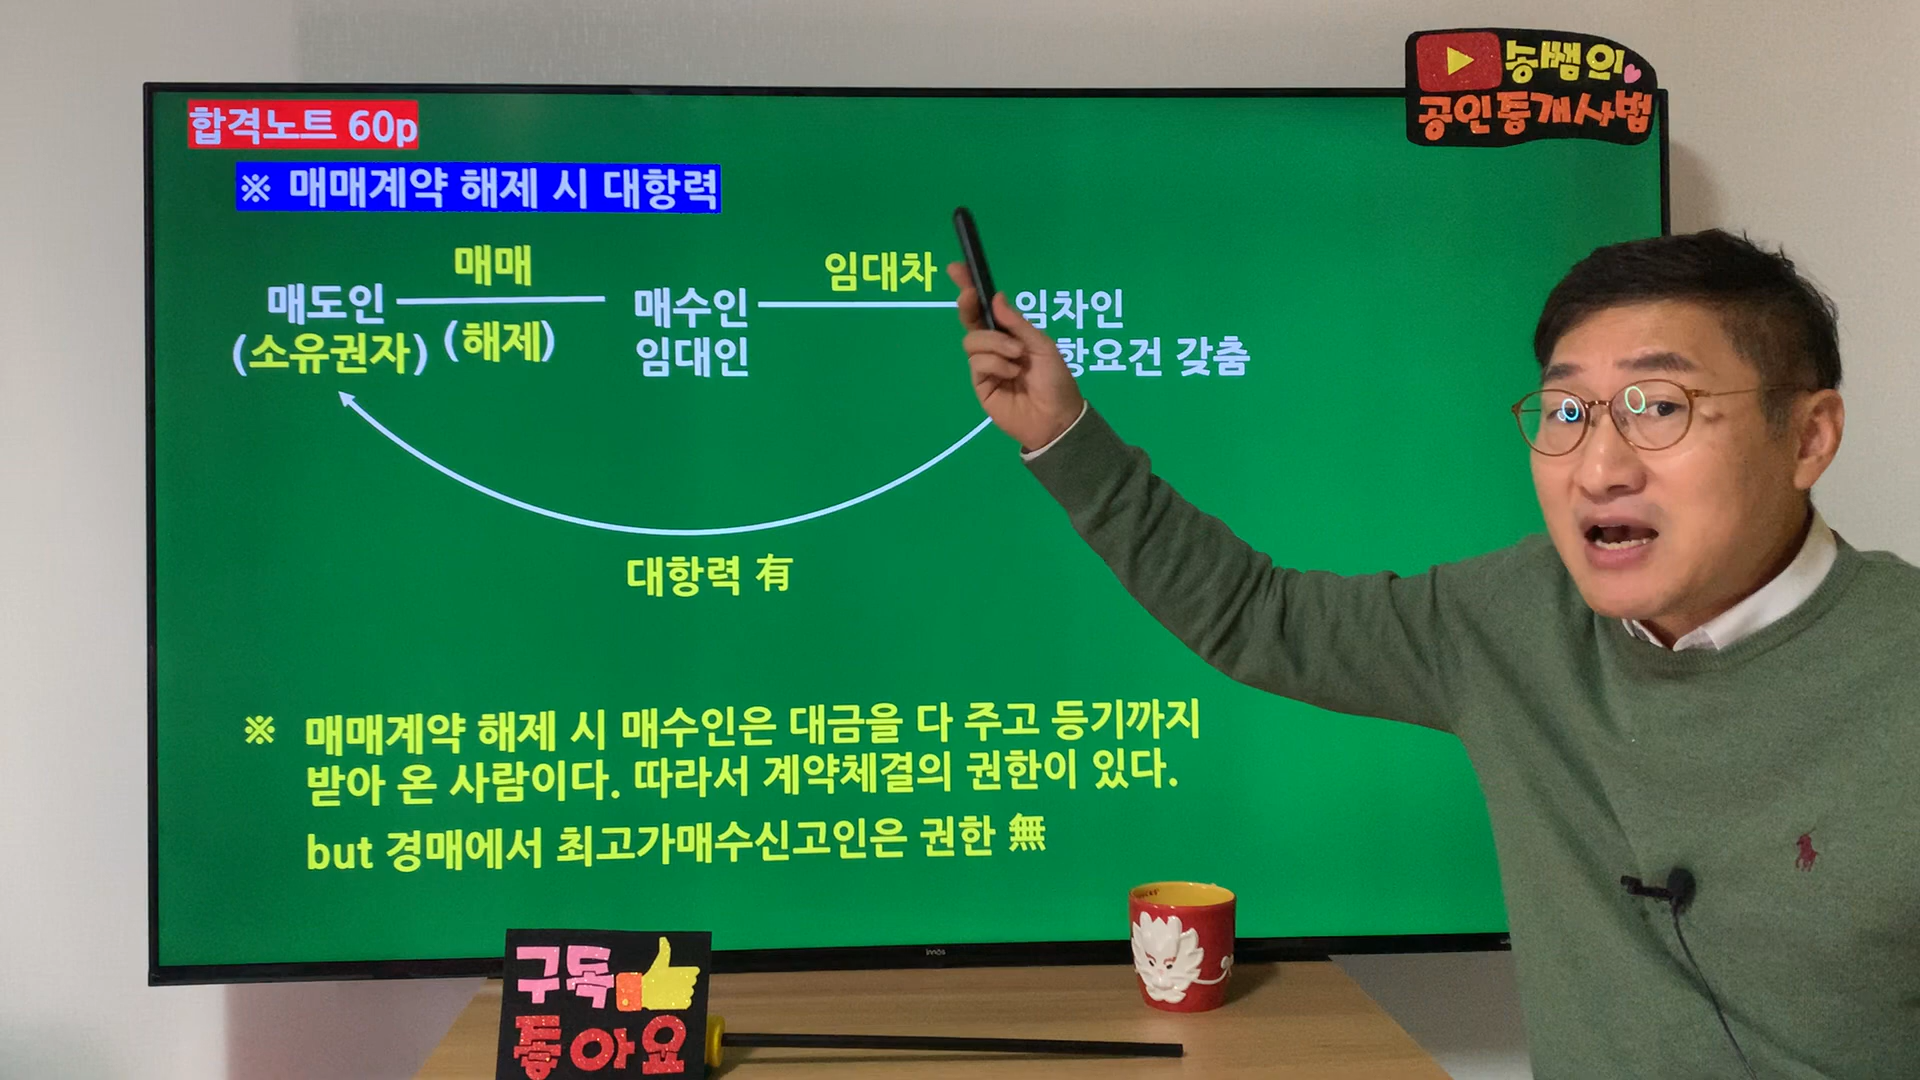 송쌤의
공인중개사법
합격노트 60p
※ 매매계약 해제 시 대항력
매매
임대차
매도인
매수인
임차인
(소유권자)
(해제)
임대인
항요건 갖춤
대항력 有
※ 매매계약 해제 시 매수인은 대금을 다 주고 등기까지
받아 온 사람이다. 따라서 계약체결의 권한이 있다.
but 경매에서 최고가매수신고인은 권한 無
innos
구독
좋아요